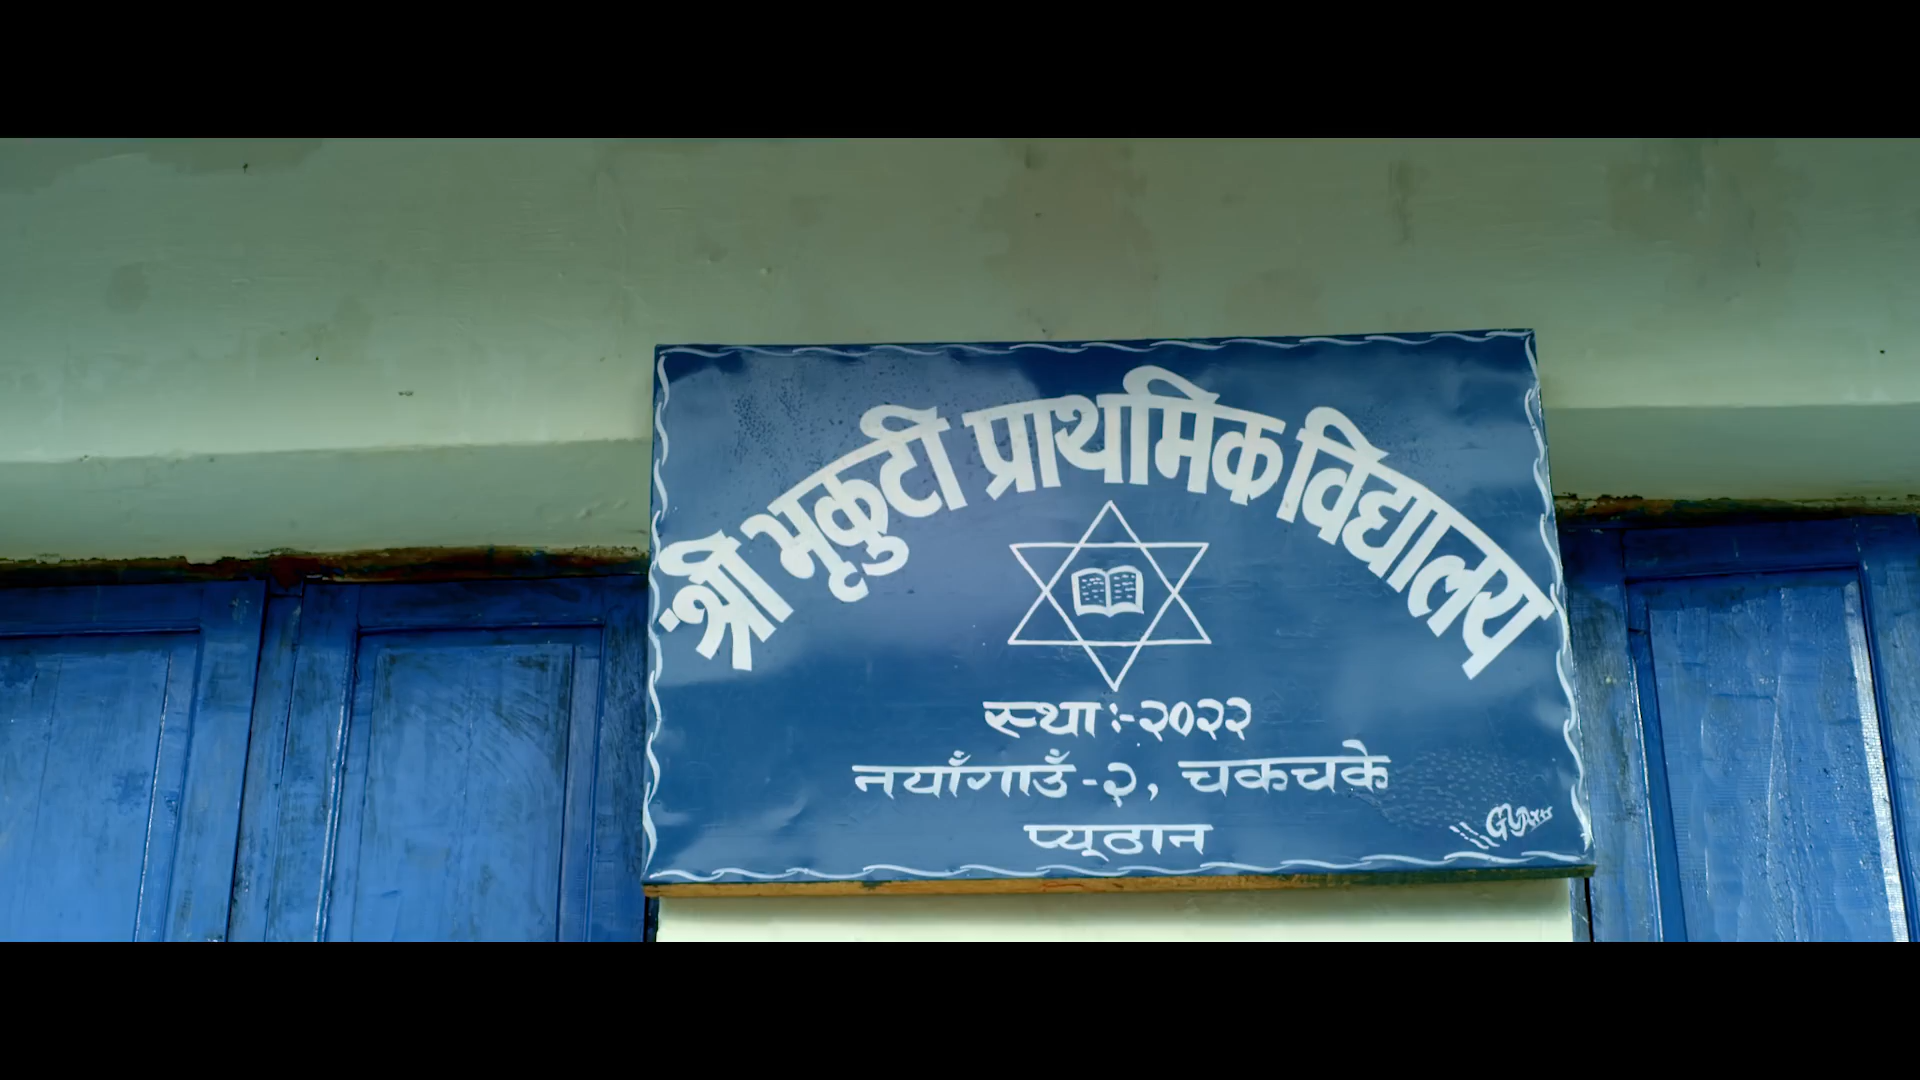 श्री भृकुटी प्राथमिक विद्यालय
स्था :- २०२२
नयाँगाउँ - २, चकचके
प्यूठान